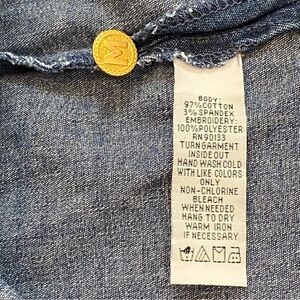 M
BODY:
97%COTTON
3%SPANDEX
EMBROIDERY:
100%POLYESTER
RN 90133
TURN GARMENT
INSIDE OUT
HAND WASH COLD
WITH LIKE COLORS
ONLY
NON-CHLORINE
BLEACH
WHEN NEEDED
HANG TO DRY
WARM IRON
IF NECESSARY